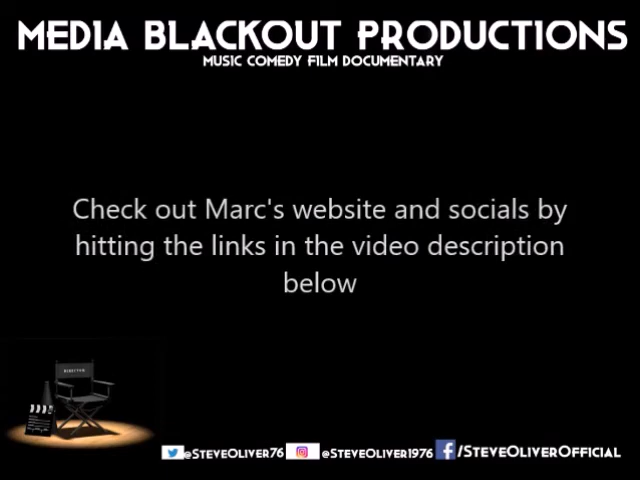 MEDIA BLACKOUT PRODUCTIONS
MUSIC COMEDY FILM DOCUMENTARY
Check out Marc's website and socials by
hitting the links in the video description
below
DIRECTOR
@STEVEOLIVER76 @STEVEOLIVER1976 /STEVEOLIVEROFFICIAL